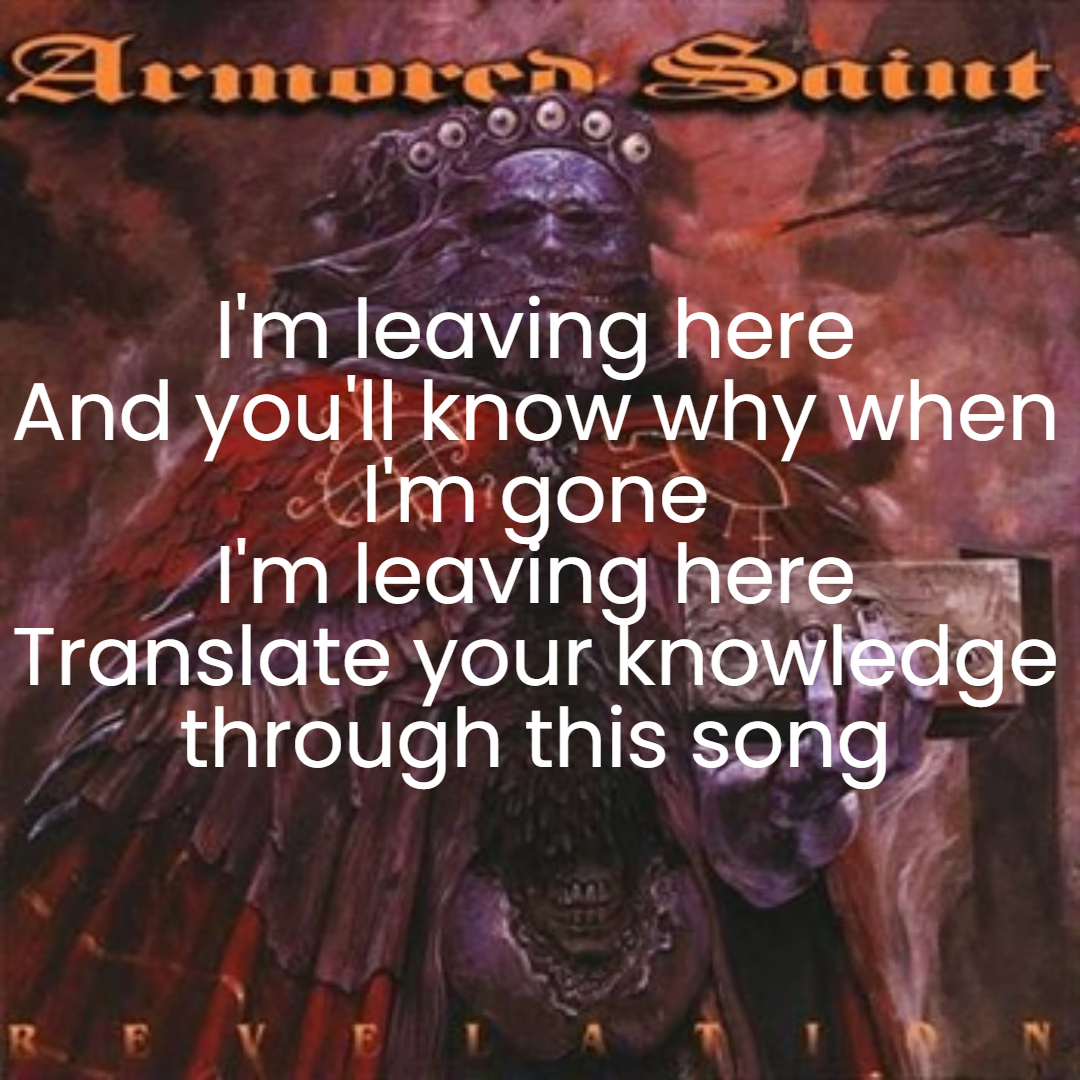 Armored Saint
I'm leaving here
And you'll know why when
I'm gone
I'm leaving here
Translate your knowledge
through this song
REVELATION